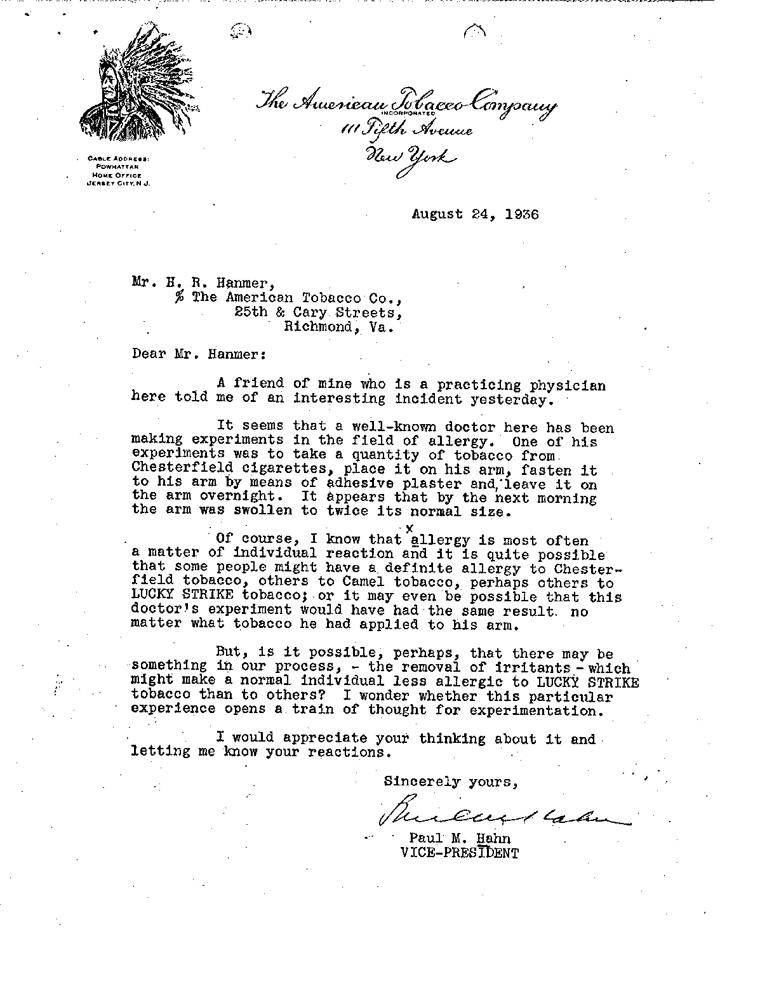 The American Tobacco Company
INCORPORATED
111 Fifth Avenue
New York
CABLE ADDRESS:
POWHATTAN
HOME OFFICE
JERSEY CITY, N J.
August 24, 1936
Mr. H. R. Hanmer,
% The American Tobacco Co.,
25th & Cary Streets,
Richmond, Va.
Dear Mr. Hanmer:
A friend of mine who is a practicing physician
here told me of an interesting incident yesterday.
It seems that a well-known doctor here has been
making experiments in the field of allergy. One of his
experiments was to take a quantity of tobacco from
Chesterfield cigarettes, place it on his arm, fasten it
to his arm by means of adhesive plaster and, leave it on
the arm overnight. It appears that by the next morning
the arm was swollen to twice its normal size.
x
Of course, I know that allergy is most often
a matter of individual reaction and it is quite possible
that some people might have a definite allergy to Chester-
field tobacco, others to Camel tobacco, perhaps others to
LUCKY STRIKE tobacco; or it may even be possible that this
doctor's experiment would have had the same result no
matter what tobacco he had applied to his arm.
But, is it possible, perhaps, that there may be
something in our process, - the removal of irritants - which
might make a normal individual less allergic to LUCKY STRIKE
tobacco than to others? I wonder whether this particular
experience opens a train of thought for experimentation.
I would appreciate your thinking about it and
letting me know your reactions.
Sincerely yours,
Paul M. Hahn
VICE-PRESIDENT